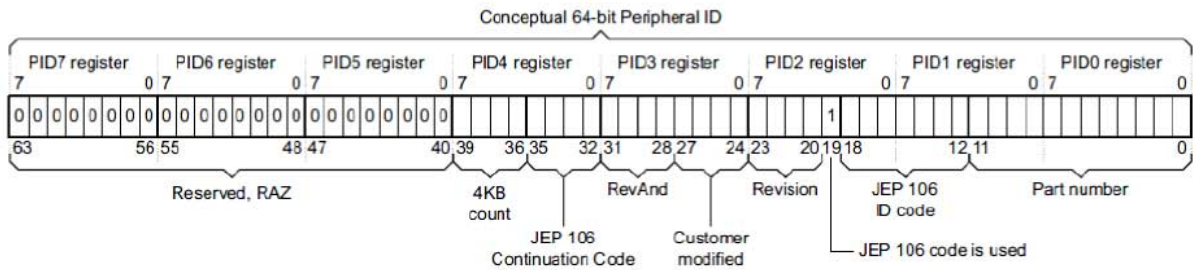 Conceptual 64-bit Peripheral ID
PID7 register PID6 register PID5 register PID4 register PID3 register PID2 register PID1 register PID0 register
7 0 7 0 7 0 7 0 7 0 7 0 7 0 7 0
0 0 0 0 0 0 0 0 0 0 0 0 0 0 0 0 0 0 0 0 0 0 0 0 1
63 56 55 48 47 40 39 36 35 32 31 28 27 24 23 20 19 18 12 11 0
Reserved, RAZ 4KB RevAnd Revision JEP 106 Part number
count ID code
JEP 106 Customer JEP 106 code is used
Continuation Code modified